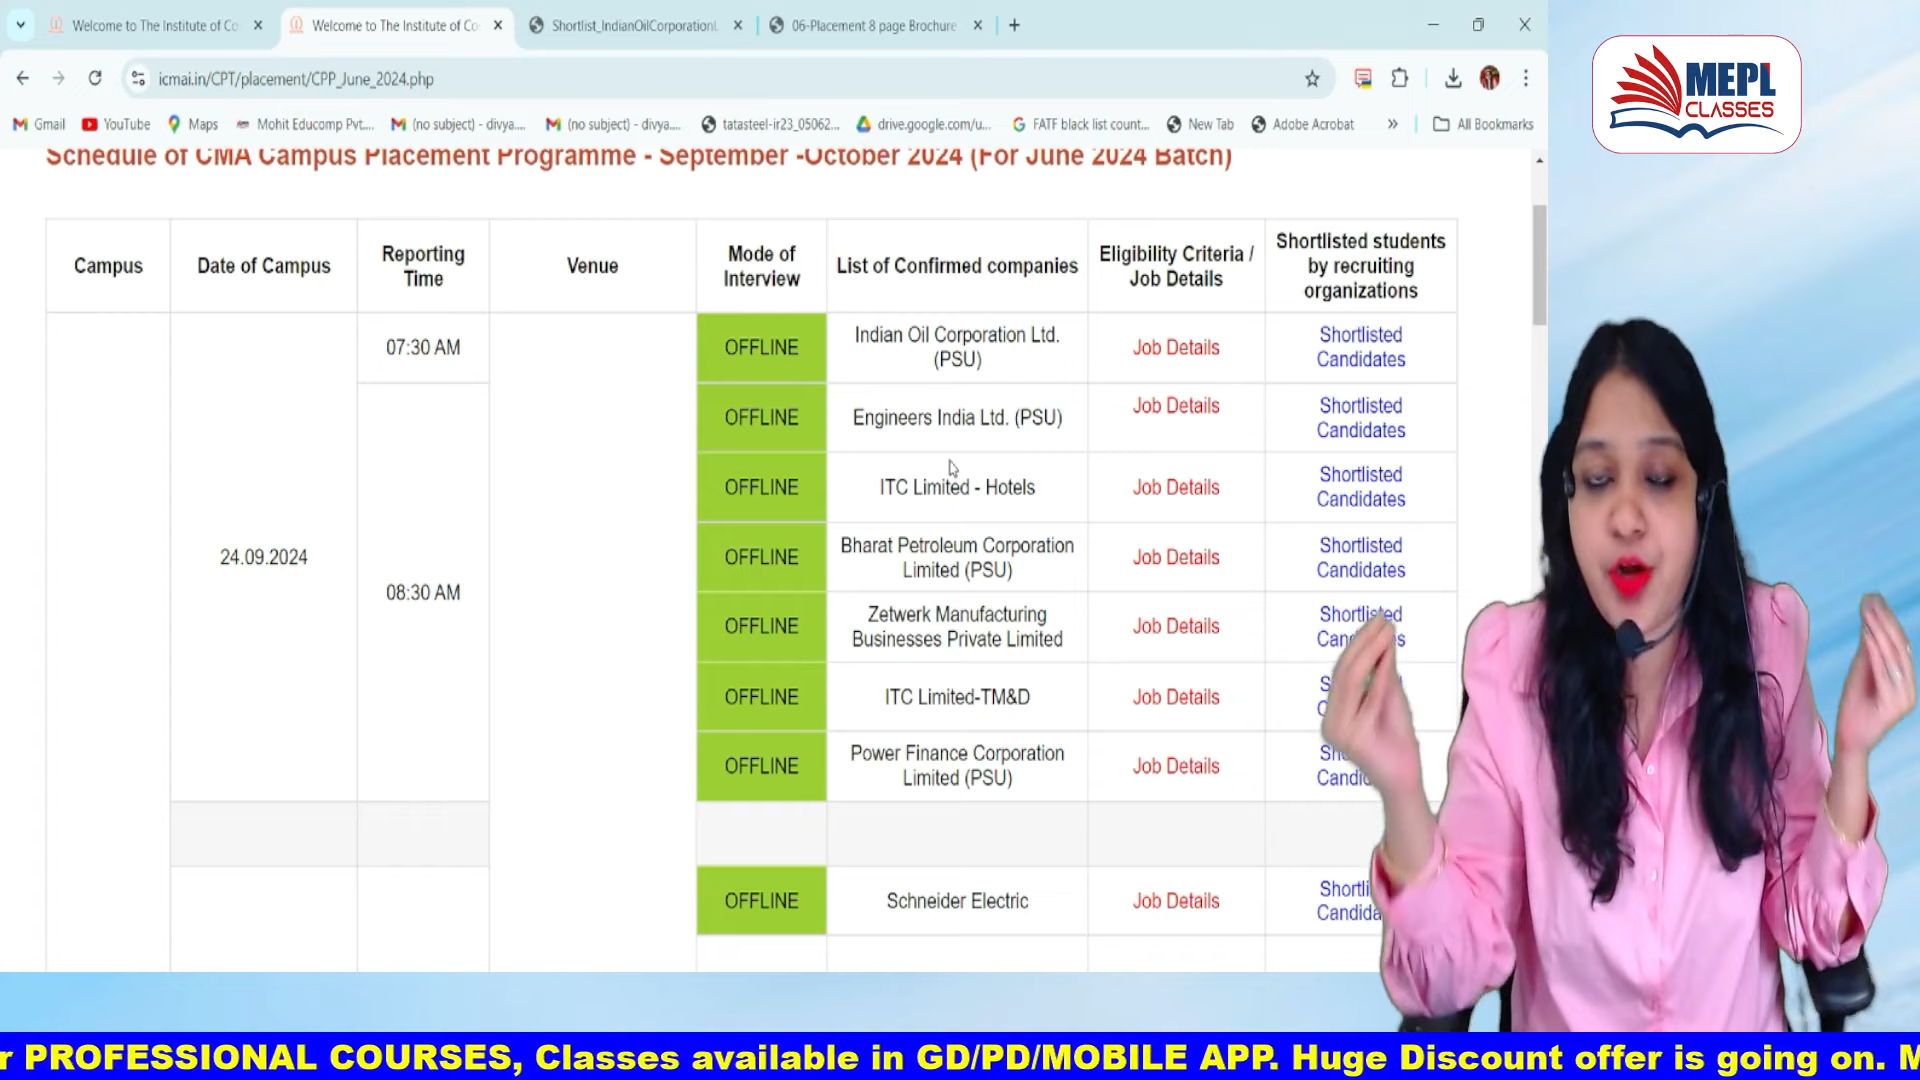 Welcome to The Institute of Co
Welcome to The Institute of Co
Shortlist_IndianOilCorporationL
06-Placement 8 page Brochure
icmai.in/CPT/placement/CPP_June_2024.php
Gmail
YouTube
Maps
Mohit Educomp Pvt....
(no subject) - divya....
(no subject) - divya....
tatasteel-ir23_05062...
drive.google.com/u...
FATF black list count...
New Tab
Adobe Acrobat
All Bookmarks
MEPL
CLASSES
Schedule of CMA Campus Placement Programme - September -October 2024 (For June 2024 Batch)
Campus
Date of Campus
Reporting
Time
Venue
Mode of
Interview
List of Confirmed companies
Eligibility Criteria /
Job Details
Shortlisted students
by recruiting
organizations
24.09.2024
07:30 AM
OFFLINE
Indian Oil Corporation Ltd.
(PSU)
Job Details
Shortlisted
Candidates
08:30 AM
OFFLINE
Engineers India Ltd. (PSU)
Job Details
Shortlisted
Candidates
OFFLINE
ITC Limited - Hotels
Job Details
Shortlisted
Candidates
OFFLINE
Bharat Petroleum Corporation
Limited (PSU)
Job Details
Shortlisted
Candidates
OFFLINE
Zetwerk Manufacturing
Businesses Private Limited
Job Details
Shortlisted
OFFLINE
ITC Limited-TM&D
Job Details
OFFLINE
Power Finance Corporation
Limited (PSU)
Job Details
OFFLINE
Schneider Electric
Job Details
r PROFESSIONAL COURSES, Classes available in GD/PD/MOBILE APP. Huge Discount offer is going on. M